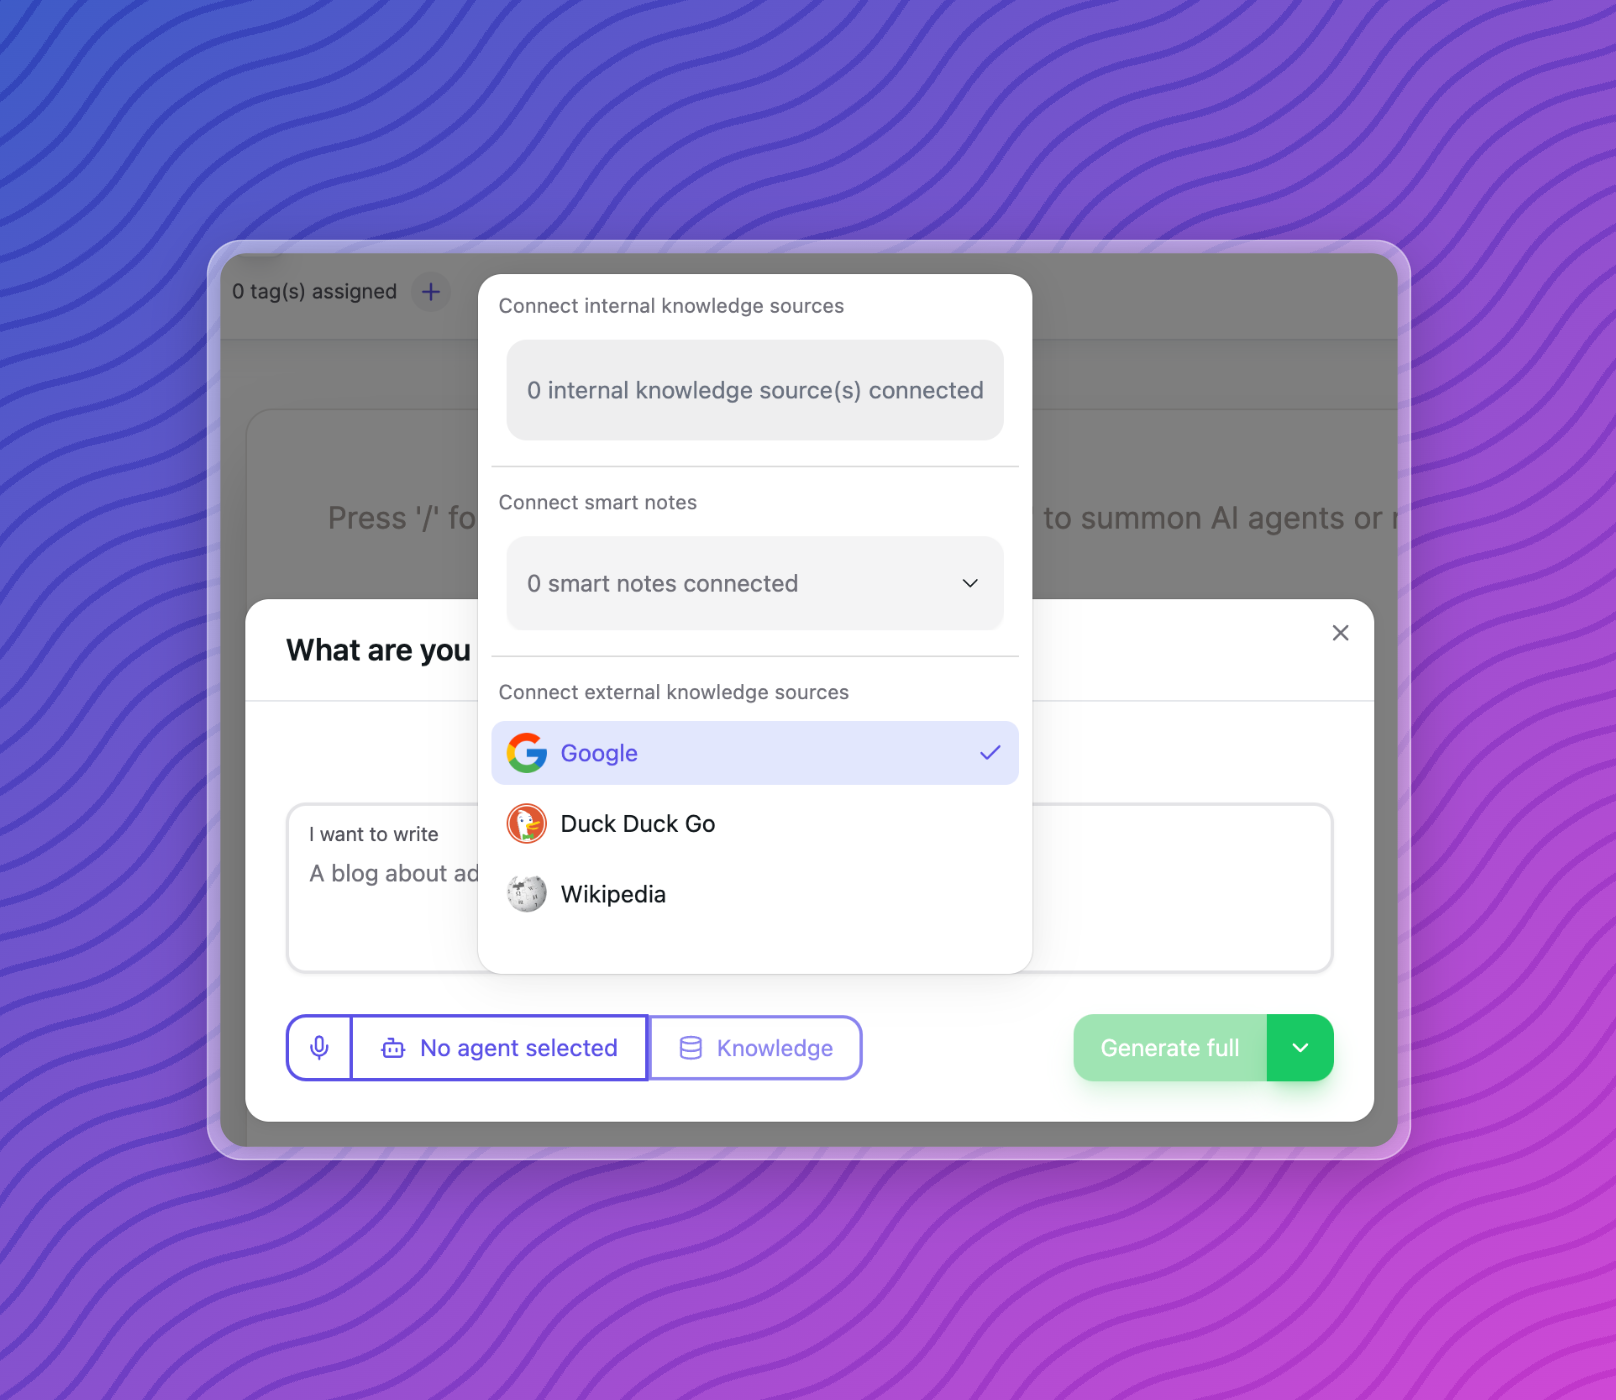 0 tag(s) assigned
Connect internal knowledge sources
0 internal knowledge source(s) connected
Connect smart notes
Press '/' fo
to summon AI agents or
0 smart notes connected
What are you
Connect external knowledge sources
Google
Duck Duck Go
Wikipedia
I want to write
A blog about ad
No agent selected
Knowledge
Generate full